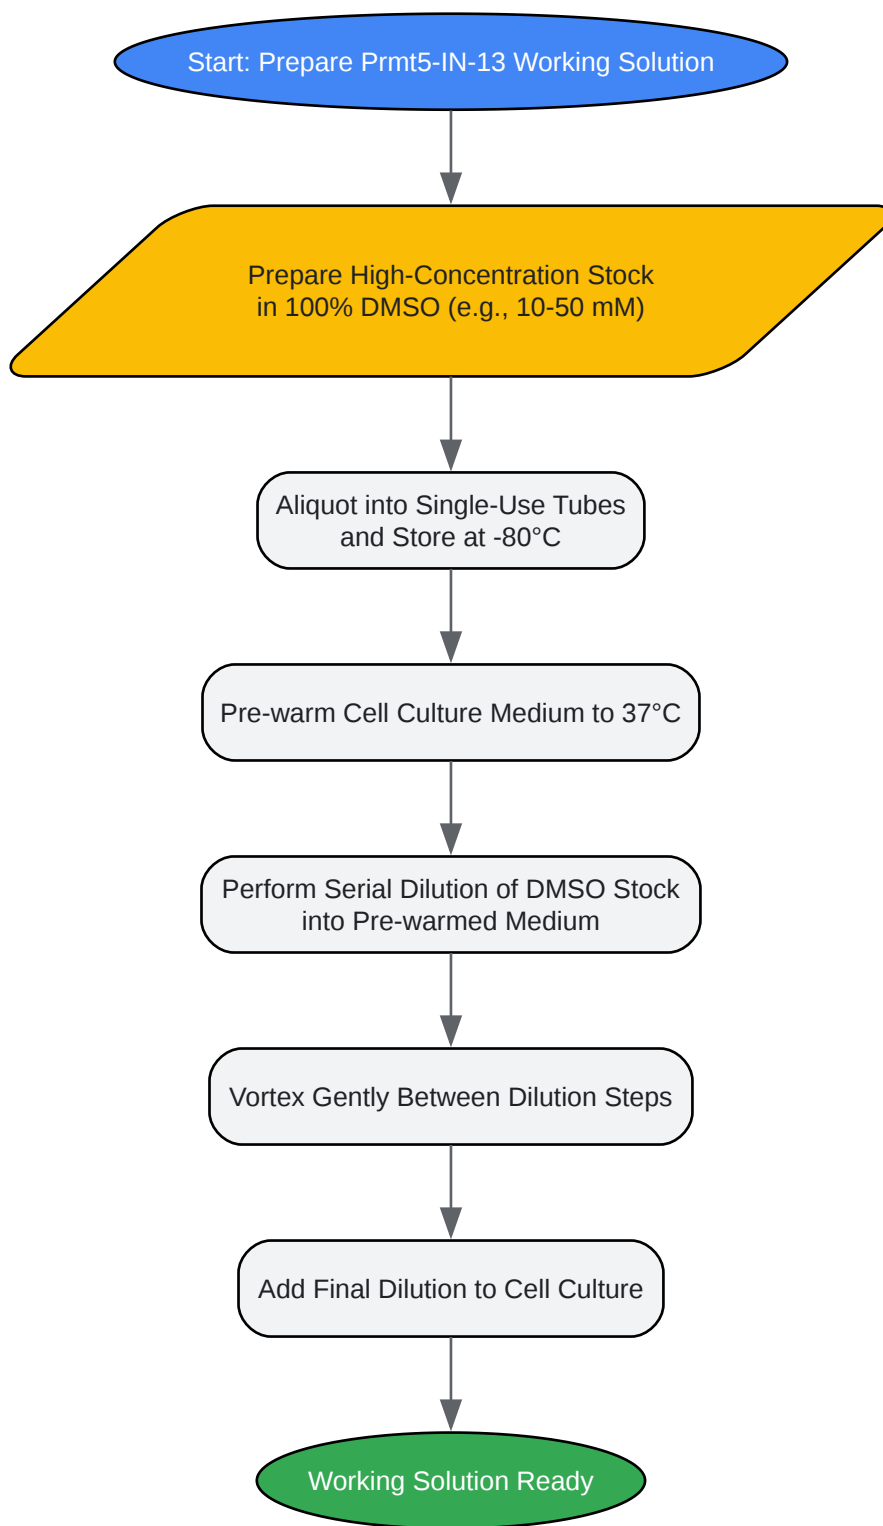 Start: Prepare Prmt5-IN-13 Working Solution
Prepare High-Concentration Stock
in 100% DMSO (e.g., 10-50 mM)
Aliquot into Single-Use Tubes
and Store at -80°C
Pre-warm Cell Culture Medium to 37°C
Perform Serial Dilution of DMSO Stock
into Pre-warmed Medium
Vortex Gently Between Dilution Steps
Add Final Dilution to Cell Culture
Working Solution Ready